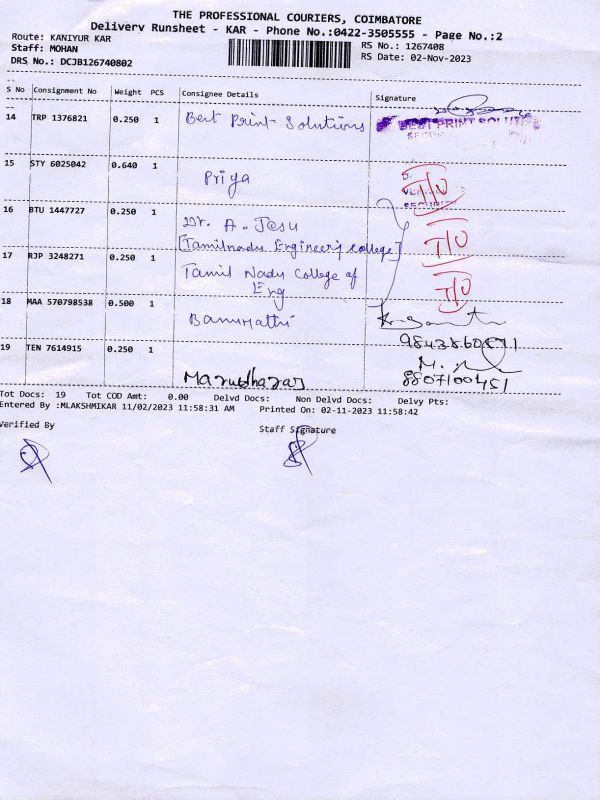 THE PROFESSIONAL COURIERS, COIMBATORE
Delivery Runsheet - KAR - Phone No.:0422-3505555 - Page No.:2
Route: KANIYUR KAR
RS No.: 1267408
Staff: MOHAN
RS Date: 02-Nov-2023
DRS No.: DCJB126740802
S No Consignment No Weight PCS Consignee Details Signature
14 TRP 1376821 0.250 1 Best Print Solutions
BEST PRINT SOLUTI
15 STY 6025042 0.640 1 Priya
T/O
16 BTU 1447727 0.250 1 Dr. A. Jesu
[Tamilnadu Engineerig college] T/O
17 RJP 3248271 0.250 1 Tamil Nadu College of
Eng T/O
18 MAA 570798538 0.500 1 Banumathi
19 TEN 7614915 0.250 1 Marudharaj
8807100451
Tot Docs: 19 Tot COD Amt: 0.00 Delvd Docs: Non Delvd Docs: Delvy Pts:
Entered By :MLAKSHMIKAR 11/02/2023 11:58:31 AM Printed On: 02-11-2023 11:58:42
Verified By Staff Signature